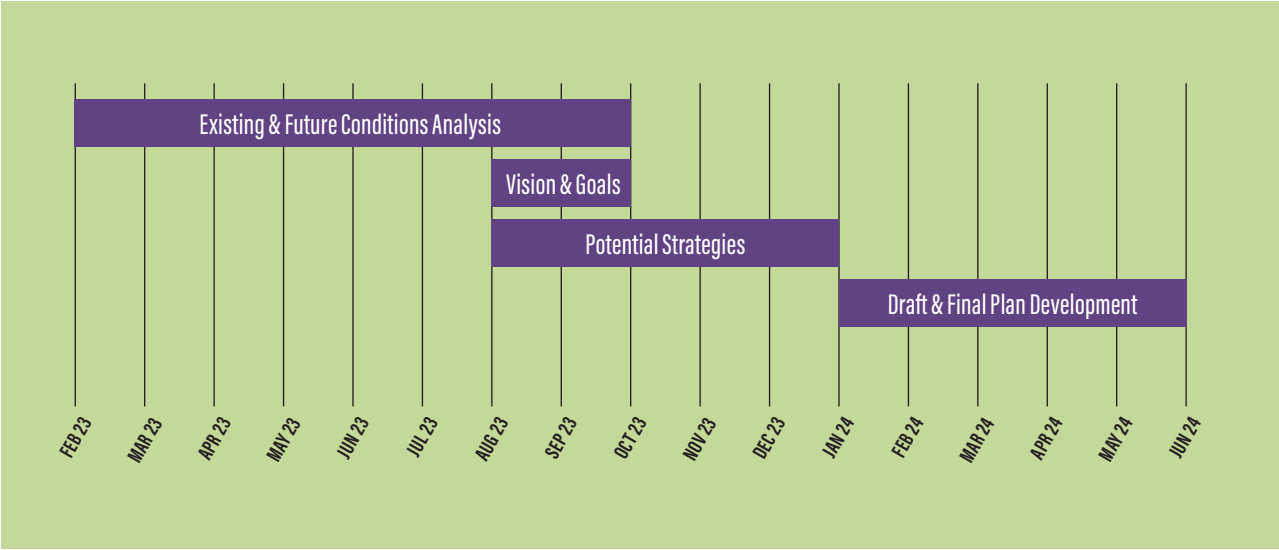 Existing & Future Conditions Analysis
Vision & Goals
Potential Strategies
Draft & Final Plan Development
FEB 23
MAR 23
APR 23
MAY 23
JUN 23
JUL 23
AUG 23
SEP 23
OCT 23
NOV 23
DEC 23
JAN 24
FEB 24
MAR 24
APR 24
MAY 24
JUN 24